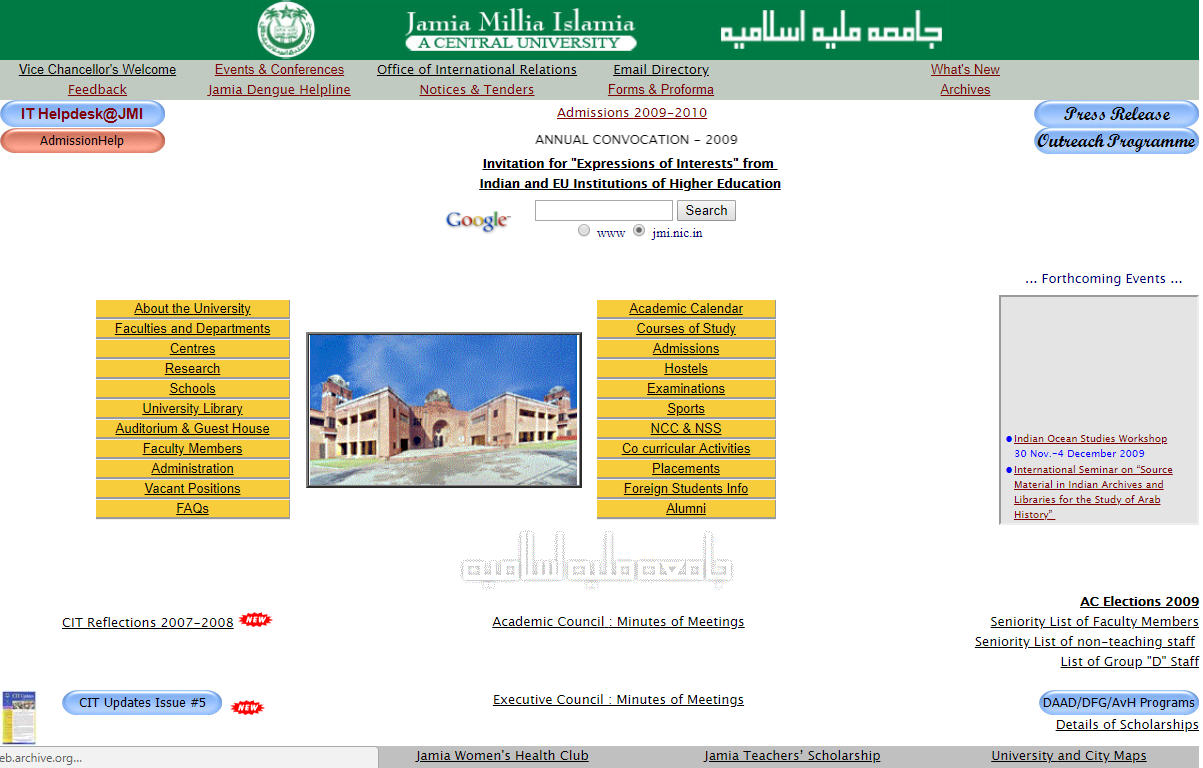 Jamia Millia Islamia
A CENTRAL UNIVERSITY
جامعه مليه اسلاميه
Vice Chancellor's Welcome Events & Conferences Office of International Relations Email Directory What's New
Feedback Jamia Dengue Helpline Notices & Tenders Forms & Proforma Archives
IT Helpdesk@JMI Admissions 2009-2010 Press Release
AdmissionHelp ANNUAL CONVOCATION - 2009 Outreach Programme
Invitation for "Expressions of Interests" from
Indian and EU Institutions of Higher Education
Google Search
www jmi.nic.in
... Forthcoming Events ...
About the University
Faculties and Departments
Centres
Research
Schools
University Library
Auditorium & Guest House
Faculty Members
Administration
Vacant Positions
FAQs
Academic Calendar
Courses of Study
Admissions
Hostels
Examinations
Sports
NCC & NSS
Co curricular Activities
Placements
Foreign Students Info
Alumni
Indian Ocean Studies Workshop
30 Nov.-4 December 2009
International Seminar on “Source
Material in Indian Archives and
Libraries for the Study of Arab
History”
جامعه مليه اسلاميه
AC Elections 2009
CIT Reflections 2007-2008 NEW Academic Council : Minutes of Meetings Seniority List of Faculty Members
Seniority List of non-teaching staff
List of Group "D" Staff
CIT Updates Issue #5 NEW Executive Council : Minutes of Meetings DAAD/DFG/AvH Programs
Details of Scholarships
eb.archive.org... Jamia Women's Health Club Jamia Teachers’ Scholarship University and City Maps